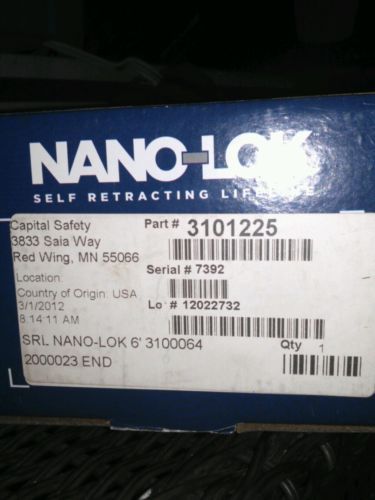 NANO-LOK
SELF RETRACTING
Capital Safety
3833 Saia Way
Red Wing, MN 55066
Location:
Country of Origin: USA
3/1/2012
8:14:11 AM
Part # 3101225
Serial # 7392
Lo # 12022732
SRL NANO-LOK 6' 3100064
2000023 END
Qty 1